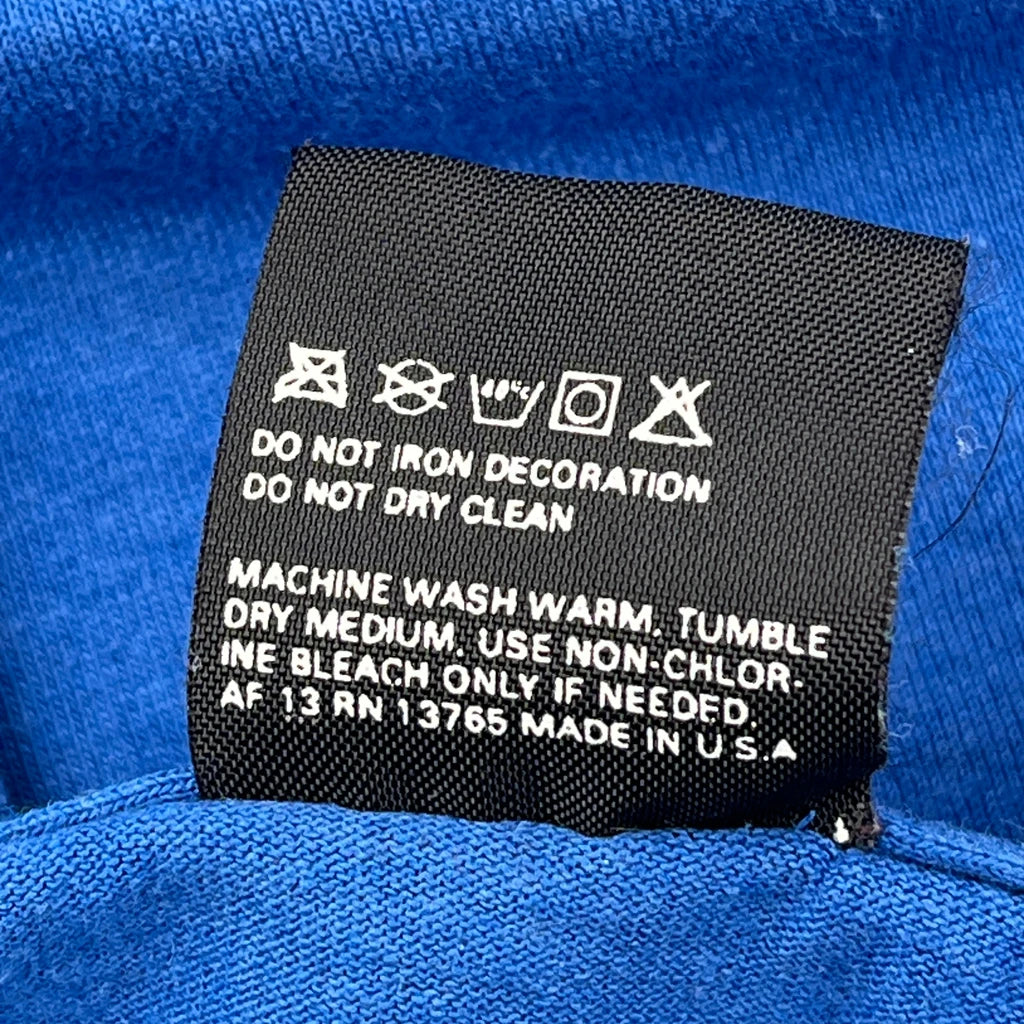 40°C
DO NOT IRON DECORATION
DO NOT DRY CLEAN
MACHINE WASH WARM. TUMBLE
DRY MEDIUM. USE NON-CHLOR-
INE BLEACH ONLY IF NEEDED.
AF 13 RN 13765 MADE IN U S.A